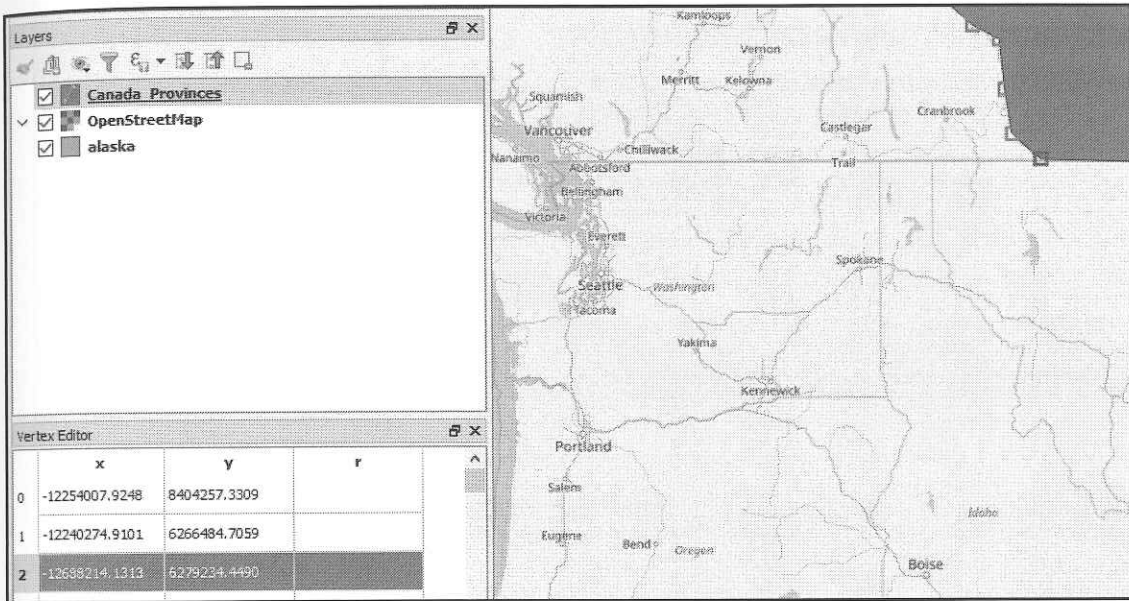 Layers
Canada Provinces
OpenStreetMap
alaska
Vertex Editor
x y r
0 -12254007.9248 8404257.3309
1 -12240274.9101 6266484.7059
2 -12688214.1313 6279234.4490
Kamloops
Vernon
Merritt
Kelowna
Squamish
Cranbrook
Vancouver
Castlegar
Chilliwack
Nanaimo
Abbotsford
Trail
Bellingham
Victoria
Everett
Spokane
Seattle
Washington
Tacoma
Yakima
Kennewick
Portland
Salem
Idaho
Eugene
Bend
Oregon
Boise